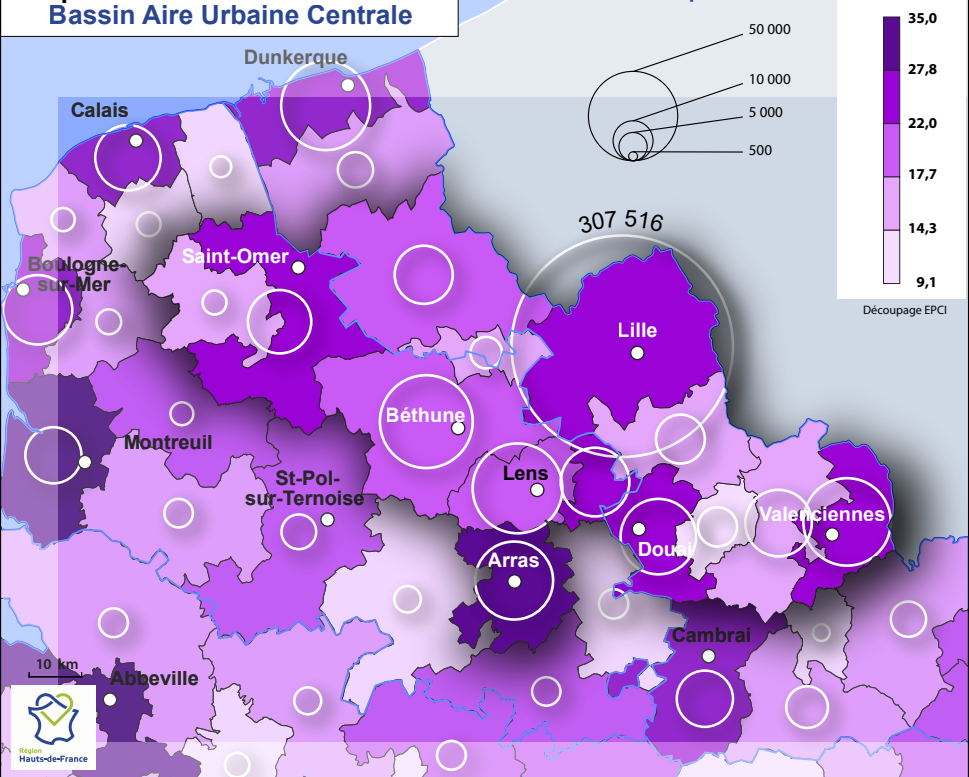 Bassin Aire Urbaine Centrale
50 000
10 000
5 000
500
35,0
27,8
22,0
17,7
14,3
9,1
Découpage EPCI
Dunkerque
Calais
307 516
Saint-Omer
Boulogne-
sur-Mer
Lille
Béthune
Montreuil
Lens
St-Pol-
sur-Ternoise
Valenciennes
Douai
Arras
Cambrai
10 km
Abbeville
Région
Hauts-de-France